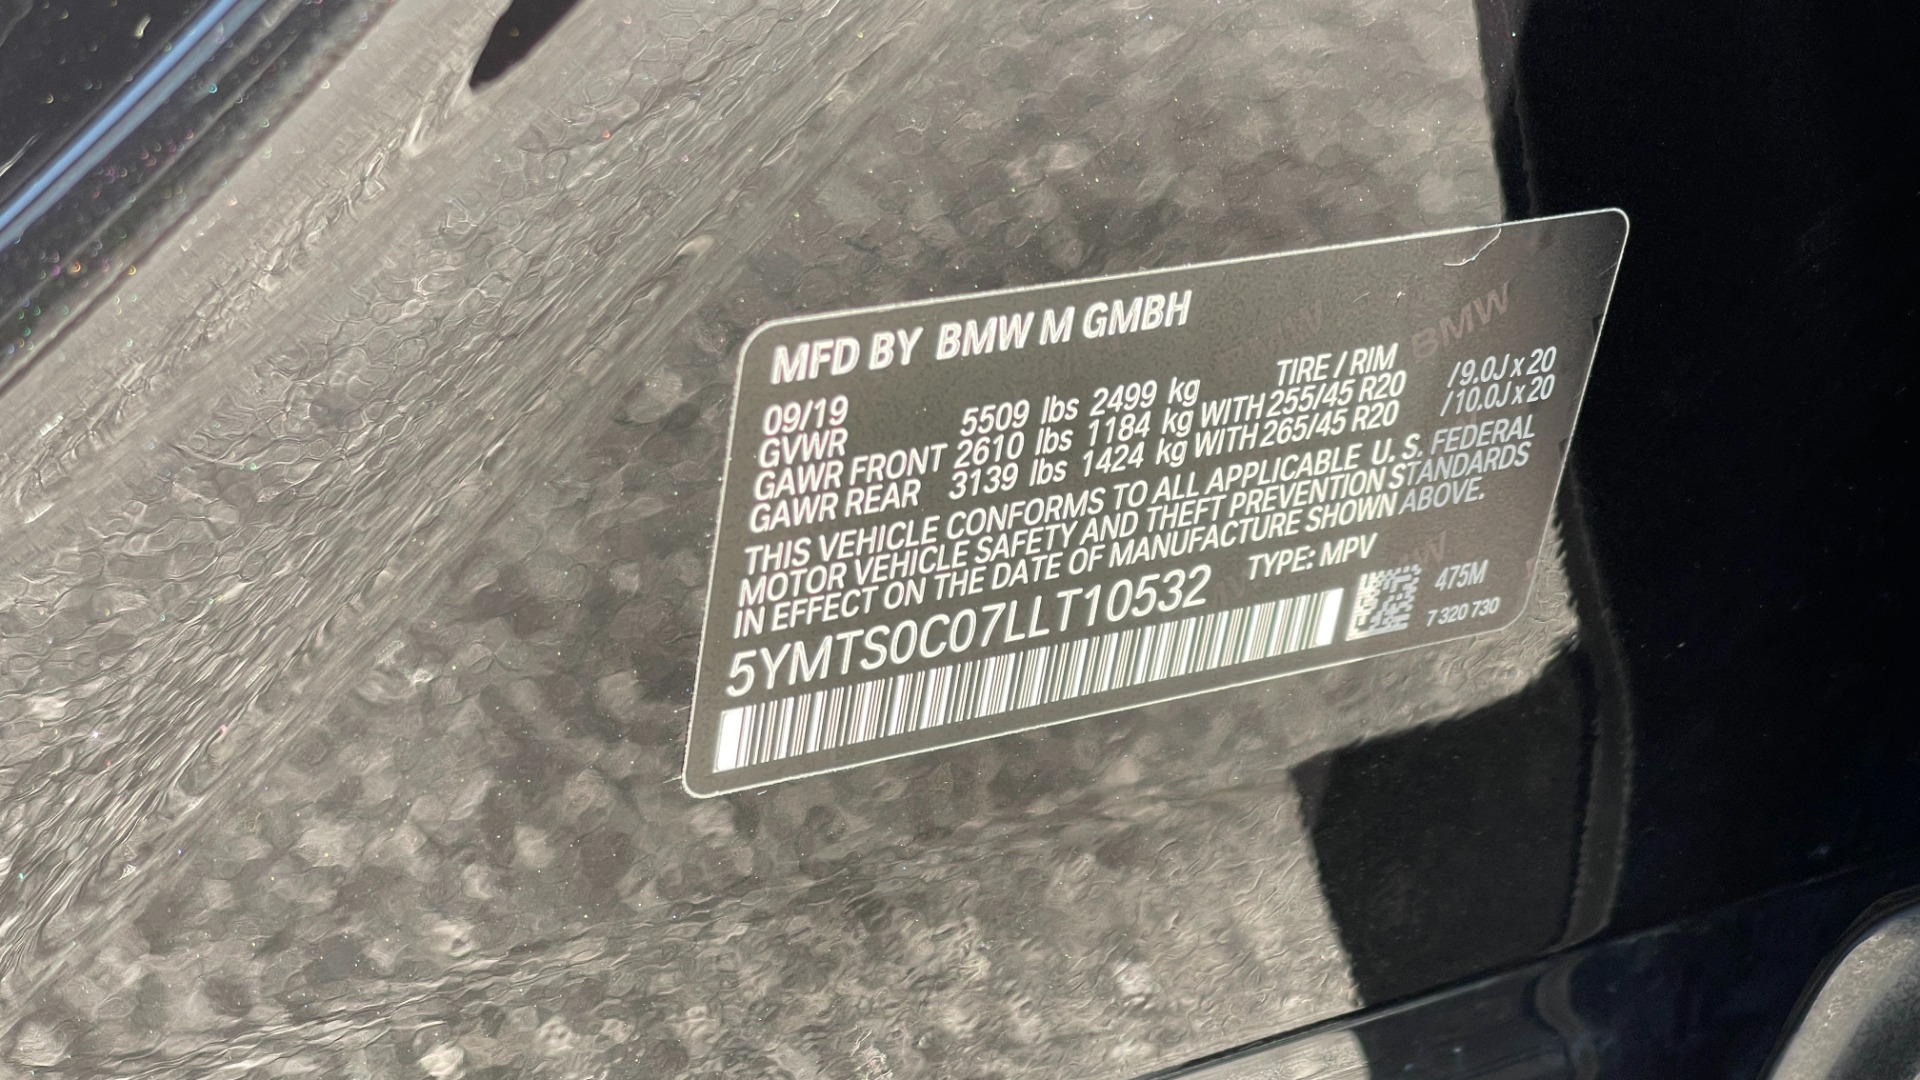 MFD BY BMW M GMBH
09/19 TIRE / RIM
GVWR 5509 lbs 2499 kg
GAWR FRONT 2610 lbs 1184 kg WITH 255/45 R20 /9.0J x 20
GAWR REAR 3139 lbs 1424 kg WITH 265/45 R20 /10.0J x 20
THIS VEHICLE CONFORMS TO ALL APPLICABLE U. S. FEDERAL
MOTOR VEHICLE SAFETY AND THEFT PREVENTION STANDARDS
IN EFFECT ON THE DATE OF MANUFACTURE SHOWN ABOVE.
5YMTS0C07LLT10532 TYPE: MPV
475M
7 320 730
BMW